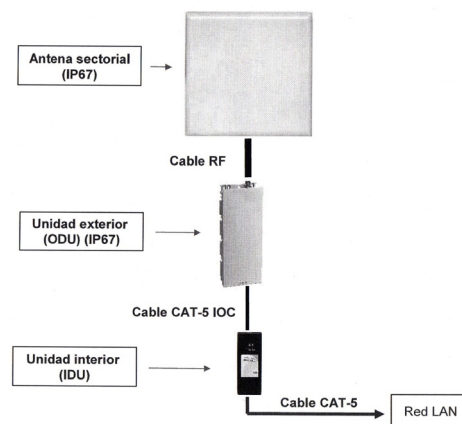 Antena sectorial
(IP67)
Cable RF
Unidad exterior
(ODU) (IP67)
Cable CAT-5 IOC
Unidad interior
(IDU)
Cable CAT-5
Red LAN